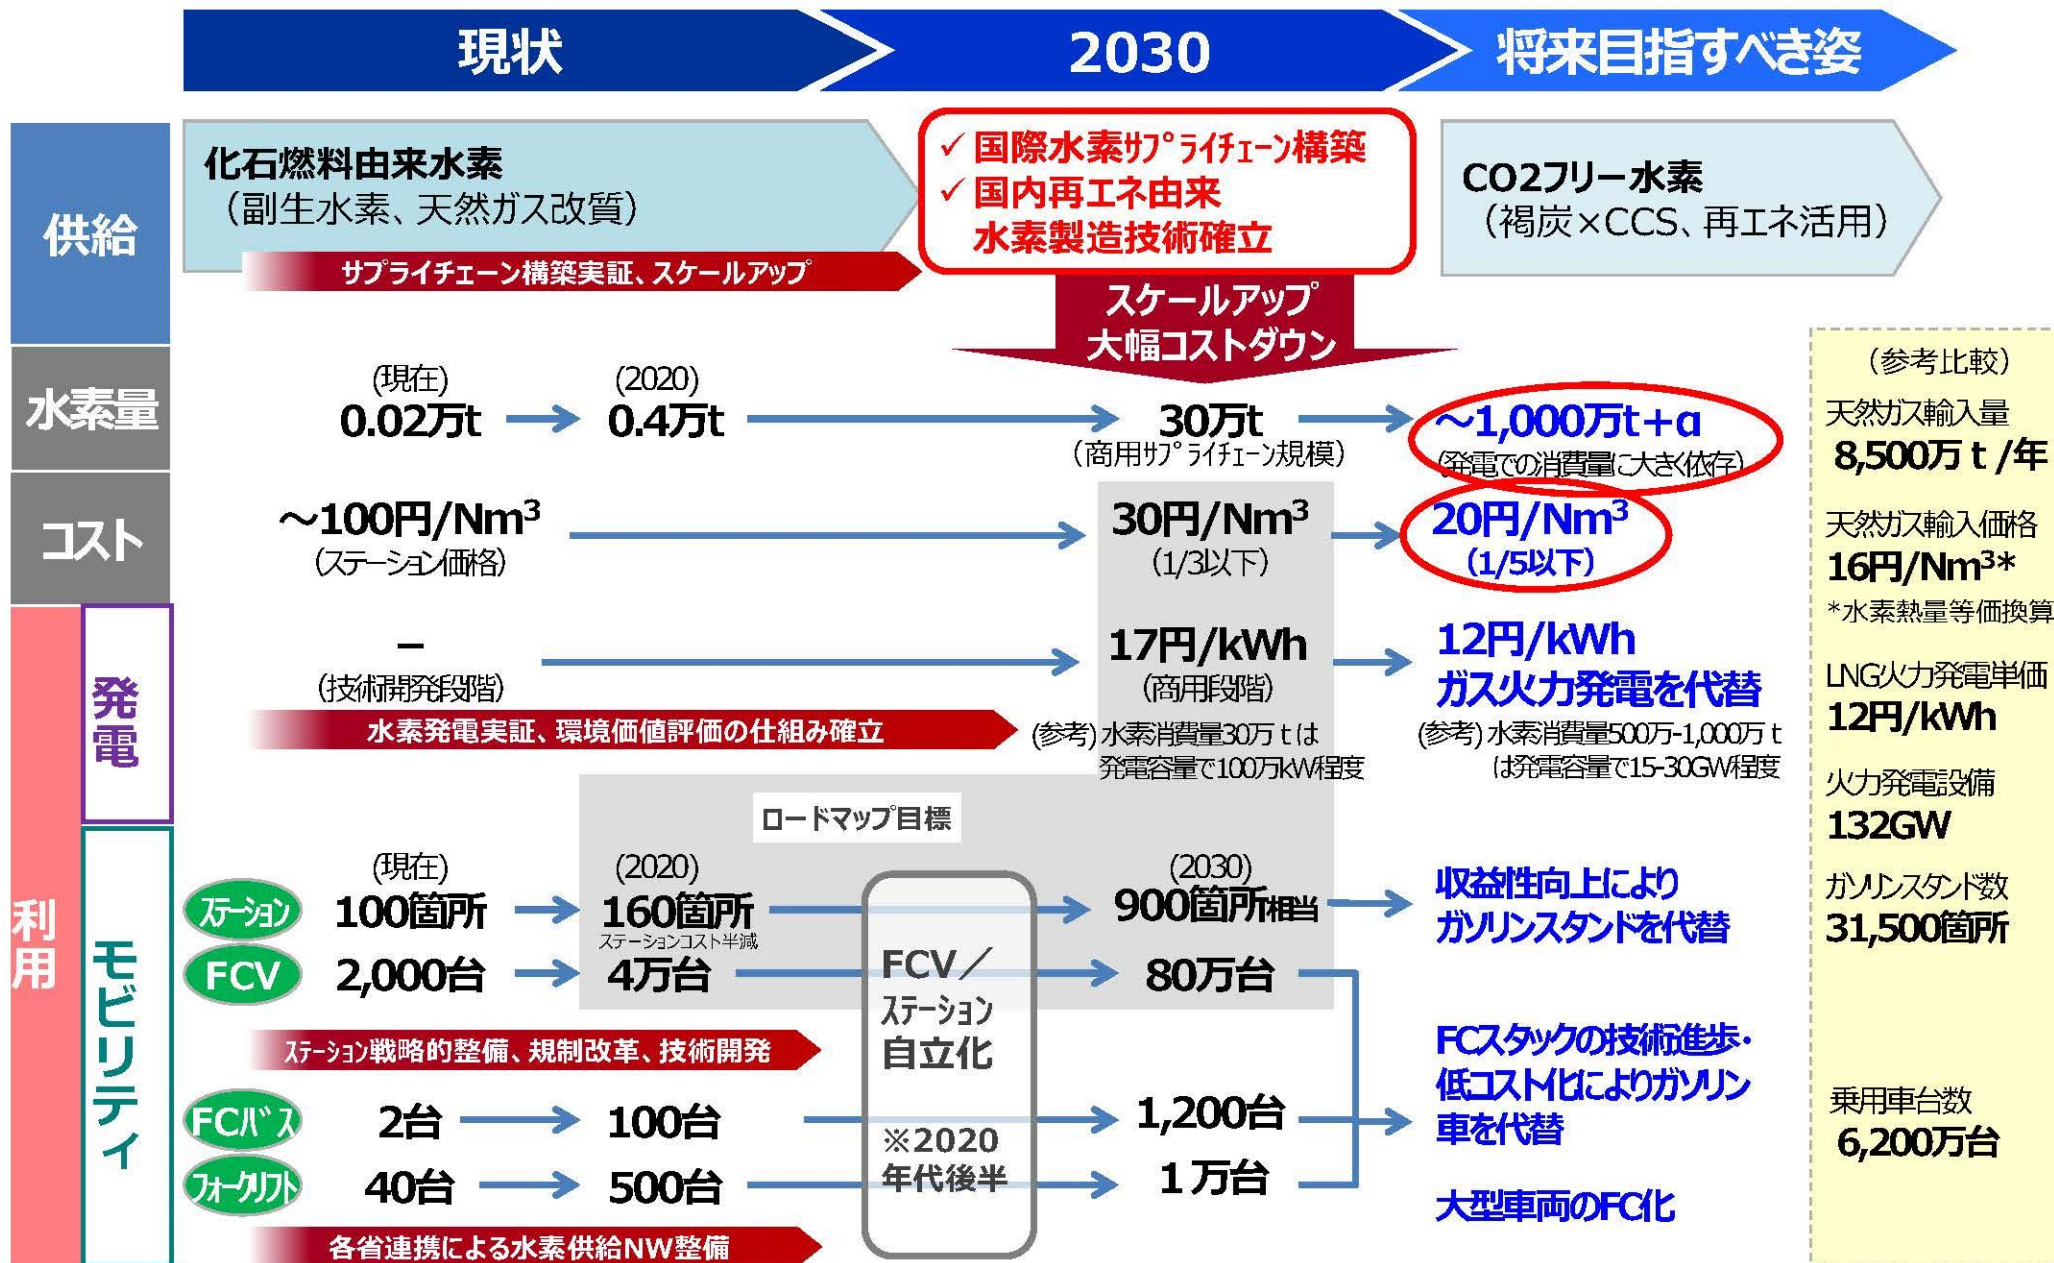 現状
2030
将来目指すべき姿
供給
化石燃料由来水素
（副生水素、天然ガス改質）
サプライチェーン構築実証、スケールアップ
✓ 国際水素ｻﾌﾟﾗｲﾁｪｰﾝ構築
✓ 国内再エネ由来
水素製造技術確立
CO2フリー水素
（褐炭×CCS、再エネ活用）
スケールアップ
大幅コストダウン
水素量
(現在)
0.02万t
(2020)
0.4万t
30万t
（商用ｻﾌﾟﾗｲﾁｪｰﾝ規模）
～1,000万t+α
(発電での消費量に大きく依存)
コスト
～100円/Nm³
（ステーション価格）
30円/Nm³
（1/3以下）
20円/Nm³
（1/5以下）
利用
発電
－
(技術開発段階)
17円/kWh
(商用段階)
12円/kWh
ガス火力発電を代替
水素発電実証、環境価値評価の仕組み確立
(参考) 水素消費量30万ｔは
発電容量で100万kW程度
(参考) 水素消費量500万-1,000万ｔ
は発電容量で15-30GW程度
ロードマップ目標
モビリティ
ステーション
(現在)
100箇所
(2020)
160箇所
ステーションコスト半減
(2030)
900箇所相当
収益性向上により
ガソリンスタンドを代替
FCV
2,000台
4万台
80万台
FCV／
ステーション
自立化
※2020
年代後半
ステーション戦略的整備、規制改革、技術開発
FCスタックの技術進歩・
低コスト化によりガソリン
車を代替
FCﾊﾞｽ
2台
100台
1,200台
フォークリフト
40台
500台
1万台
大型車両のFC化
各省連携による水素供給NW整備
（参考比較）
天然ガス輸入量
8,500万ｔ/年
天然ガス輸入価格
16円/Nm³*
*水素熱量等価換算
LNG火力発電単価
12円/kWh
火力発電設備
132GW
ガソリンスタンド数
31,500箇所
乗用車台数
6,200万台